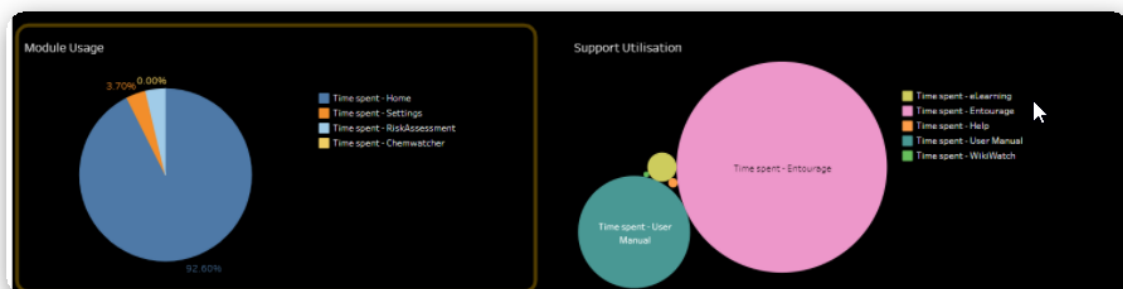 Module Usage
3.70%
0.00%
92.60%
Time spent - Home
Time spent - Settings
Time spent - RiskAssessment
Time spent - Chemwatcher
Support Utilisation
Time spent - Entourage
Time spent - User
Manual
Time spent - eLearning
Time spent - Entourage
Time spent - Help
Time spent - User Manual
Time spent - WikiWatch